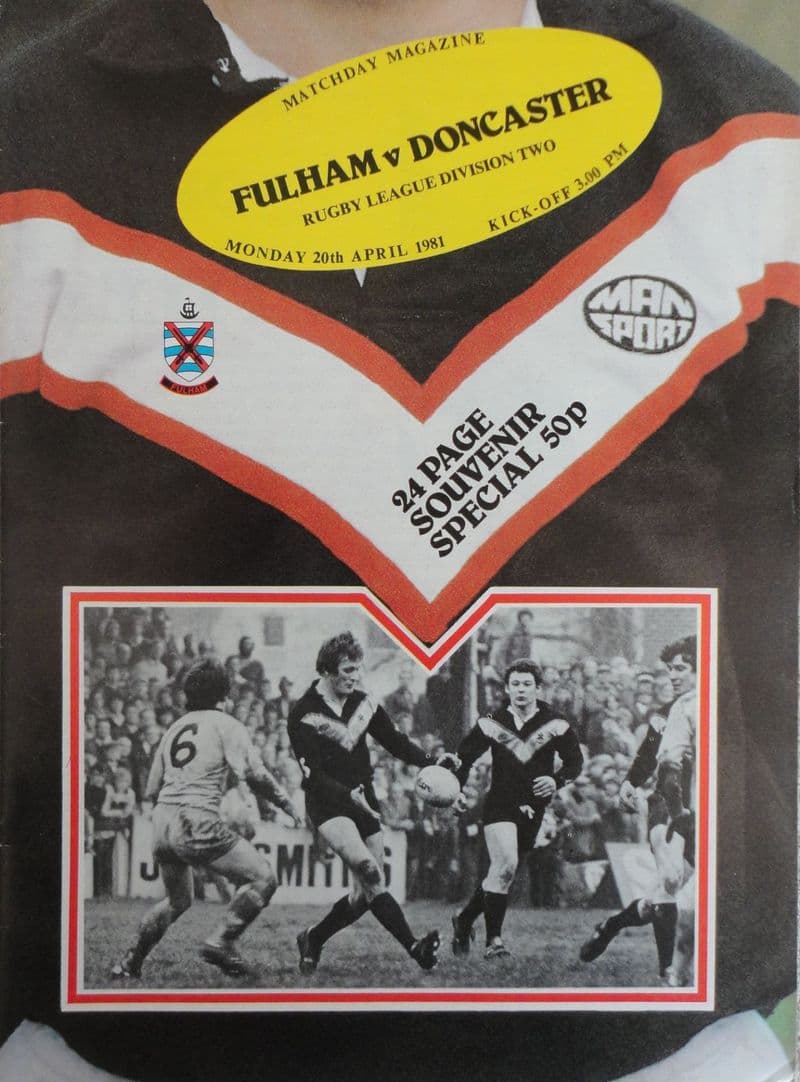 MATCHDAY MAGAZINE
FULHAM v DONCASTER
RUGBY LEAGUE DIVISION TWO
MONDAY 20th APRIL 1981 KICK-OFF 3.00 PM
FULHAM
MAN
SPORT
24 PAGE
SOUVENIR
SPECIAL 50p
6
SMITHS